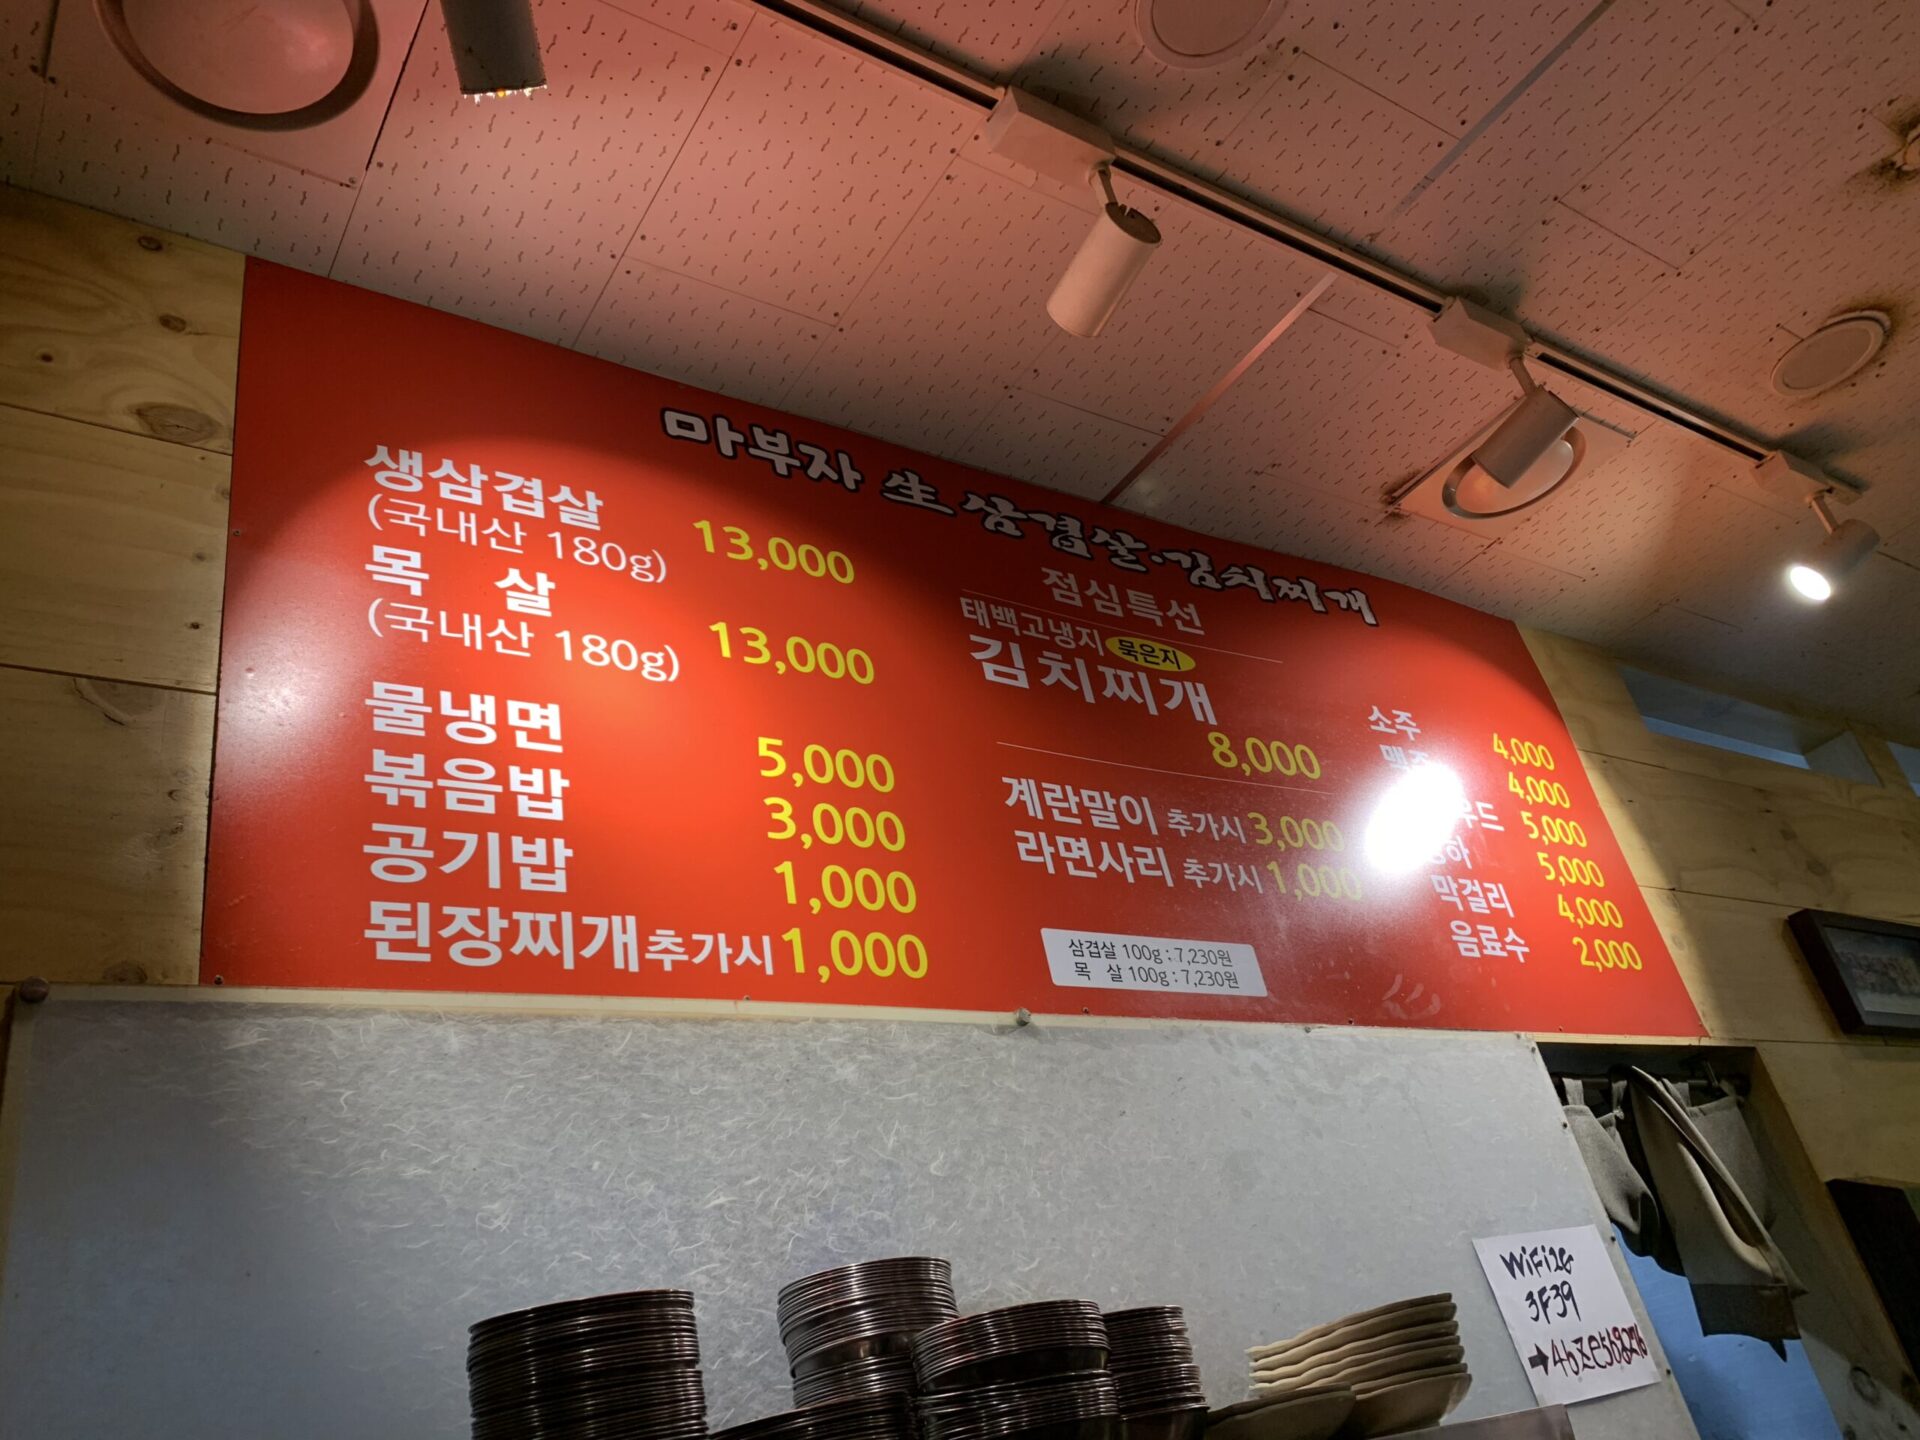 마부자 生 삼겹살·김치찌개
생삼겹살
(국내산 180g) 13,000
목 살
(국내산 180g) 13,000
물냉면 5,000
볶음밥 3,000
공기밥 1,000
된장찌개 추가시 1,000
점심특선
태백고냉지 묵은지
김치찌개
8,000
계란말이 추가시 3,000
라면사리 추가시 1,000
삼겹살 100g : 7,230원
목 살 100g : 7,230원
소주 4,000
맥주 4,000
5,000
5,000
막걸리 4,000
음료수 2,000
WiFi
3F39